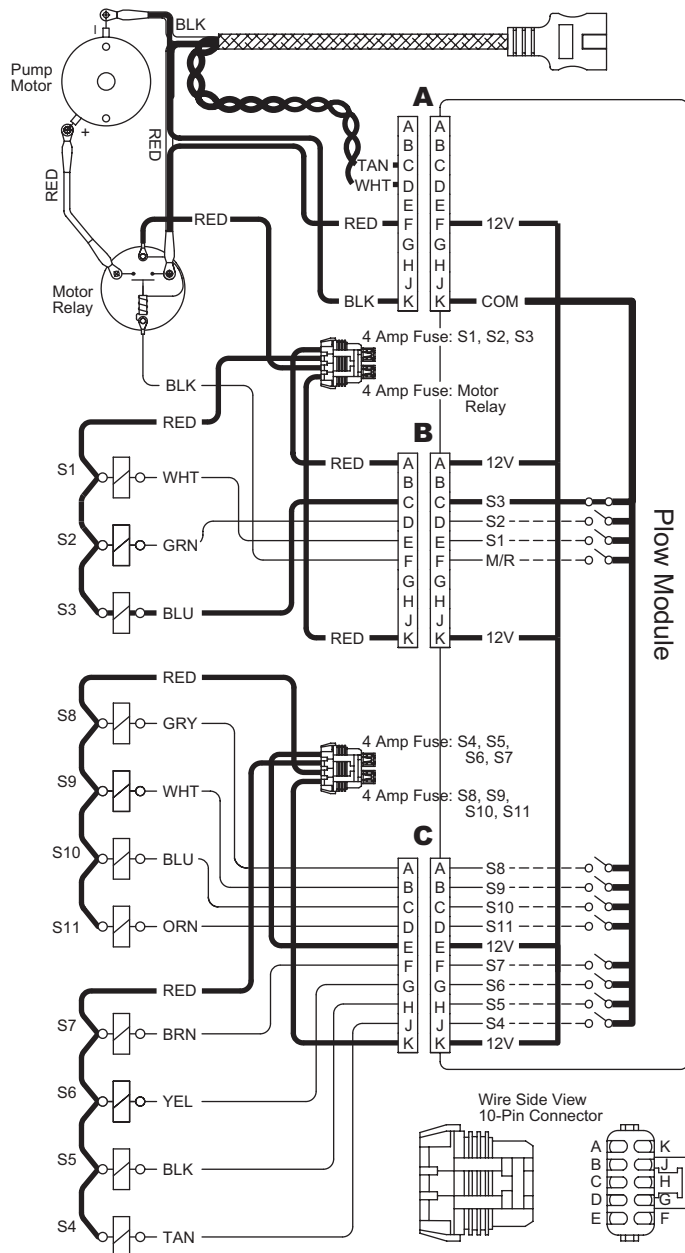 BLK
Pump
Motor
–
+
RED
RED
Motor
Relay
RED
BLK
TAN
WHT
RED
BLK
A
A
B
C
D
E
F
G
H
J
K
A
B
C
D
E
F
G
H
J
K
12V
COM
4 Amp Fuse: S1, S2, S3
4 Amp Fuse: Motor
Relay
RED
S1
WHT
S2
GRN
S3
BLU
RED
RED
B
A
B
C
D
E
F
G
H
J
K
A
B
C
D
E
F
G
H
J
K
12V
S3
S2
S1
M/R
12V
Plow Module
RED
S8
GRY
S9
WHT
S10
BLU
S11
ORN
4 Amp Fuse: S4, S5,
S6, S7
4 Amp Fuse: S8, S9,
S10, S11
C
A
B
C
D
E
F
G
H
J
K
A
B
C
D
E
F
G
H
J
K
S8
S9
S10
S11
12V
S7
S6
S5
S4
12V
RED
S7
BRN
S6
YEL
S5
BLK
S4
TAN
Wire Side View
10-Pin Connector
A K
B J
C H
D G
E F